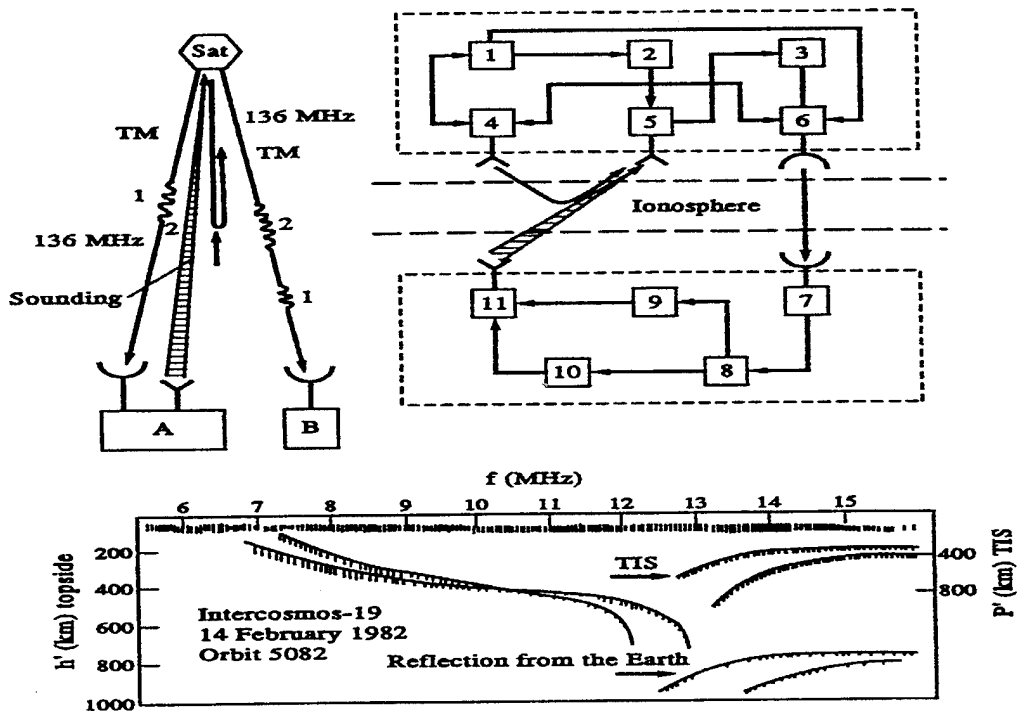 Sat
136 MHz
TM
TM
1
2
2
136 MHz
Sounding
1
A
B
1
2
3
4
5
6
Ionosphere
11
9
7
10
8
f (MHz)
6 7 8 9 10 11 12 13 14 15
h' (km) topside
200
400
600
800
1000
TIS
400
800
P' (km) TIS
Intercosmos-19
14 February 1982
Orbit 5082
Reflection from the Earth